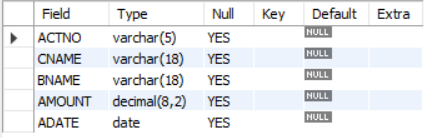 Field Type Null Key Default Extra
ACTNO varchar(5) YES NULL
CNAME varchar(18) YES NULL
BNAME varchar(18) YES NULL
AMOUNT decimal(8,2) YES NULL
ADATE date YES NULL